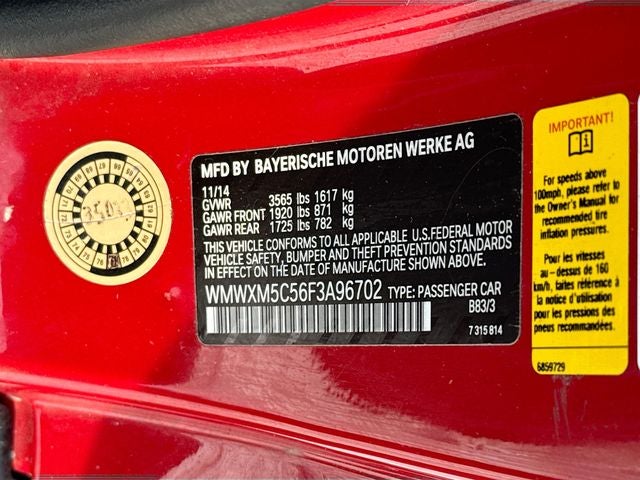 MFD BY BAYERISCHE MOTOREN WERKE AG
11/14
GVWR 3565 lbs 1617 kg
GAWR FRONT 1920 lbs 871 kg
GAWR REAR 1725 lbs 782 kg
THIS VEHICLE CONFORMS TO ALL APPLICABLE U.S.FEDERAL MOTOR
VEHICLE SAFETY, BUMPER AND THEFT PREVENTION STANDARDS
IN EFFECT ON THE DATE OF MANUFACTURE SHOWN ABOVE.
WMWXM5C56F3A96702 TYPE: PASSENGER CAR
B83/3
7 315 814
IMPORTANT!
For speeds above
100mph, please refer to
the Owner's Manual for
recommended tire
inflation pressures.
Pour les vitesses
au-dessus de 160
km/h, faites référence à
la notice d'utilisation
pour les pressions des
pneus recommandées.
6859729